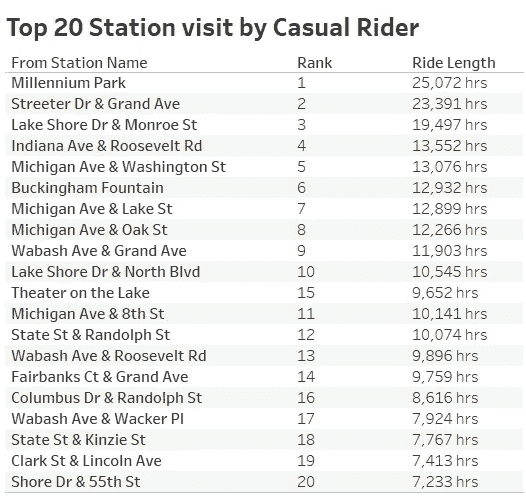 Top 20 Station visit by Casual Rider
From Station Name Rank Ride Length
Millennium Park 1 25,072 hrs
Streeter Dr & Grand Ave 2 23,391 hrs
Lake Shore Dr & Monroe St 3 19,497 hrs
Indiana Ave & Roosevelt Rd 4 13,552 hrs
Michigan Ave & Washington St 5 13,076 hrs
Buckingham Fountain 6 12,932 hrs
Michigan Ave & Lake St 7 12,899 hrs
Michigan Ave & Oak St 8 12,266 hrs
Wabash Ave & Grand Ave 9 11,903 hrs
Lake Shore Dr & North Blvd 10 10,545 hrs
Theater on the Lake 15 9,652 hrs
Michigan Ave & 8th St 11 10,141 hrs
State St & Randolph St 12 10,074 hrs
Wabash Ave & Roosevelt Rd 13 9,896 hrs
Fairbanks Ct & Grand Ave 14 9,759 hrs
Columbus Dr & Randolph St 16 8,616 hrs
Wabash Ave & Wacker Pl 17 7,924 hrs
State St & Kinzie St 18 7,767 hrs
Clark St & Lincoln Ave 19 7,413 hrs
Shore Dr & 55th St 20 7,233 hrs